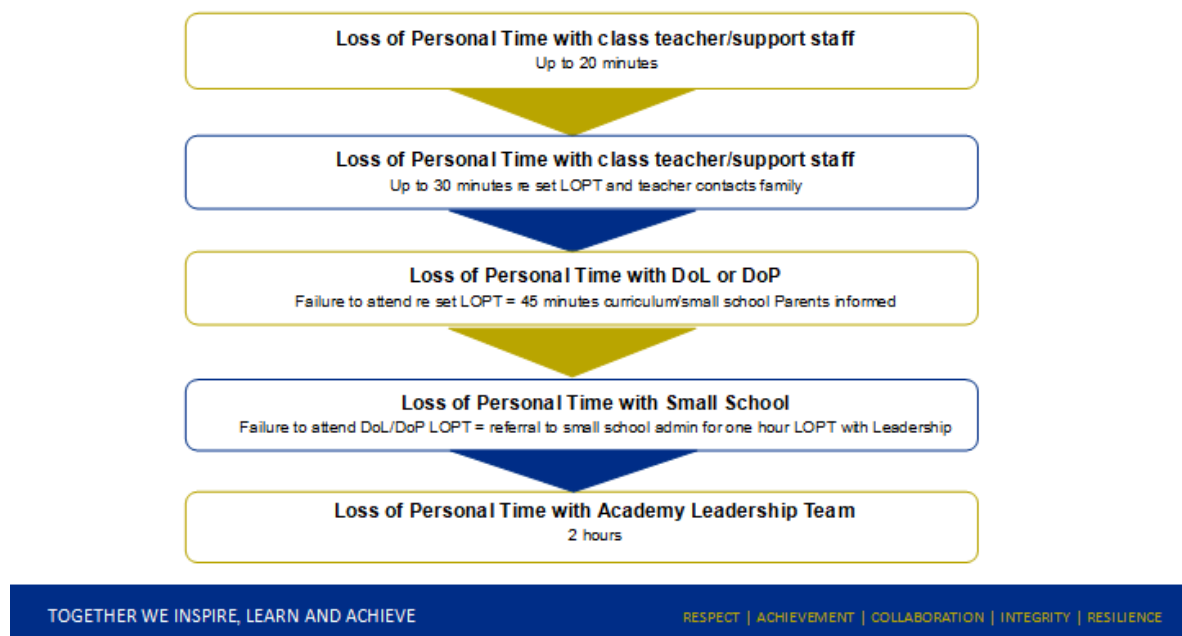 Loss of Personal Time with class teacher/support staff
Up to 20 minutes
Loss of Personal Time with class teacher/support staff
Up to 30 minutes re set LOPT and teacher contacts family
Loss of Personal Time with DoL or DoP
Failure to attend re set LOPT = 45 minutes curriculum/small school Parents informed
Loss of Personal Time with Small School
Failure to attend DoL/DoP LOPT = referral to small school admin for one hour LOPT with Leadership
Loss of Personal Time with Academy Leadership Team
2 hours
TOGETHER WE INSPIRE, LEARN AND ACHIEVE
RESPECT | ACHIEVEMENT | COLLABORATION | INTEGRITY | RESILIENCE